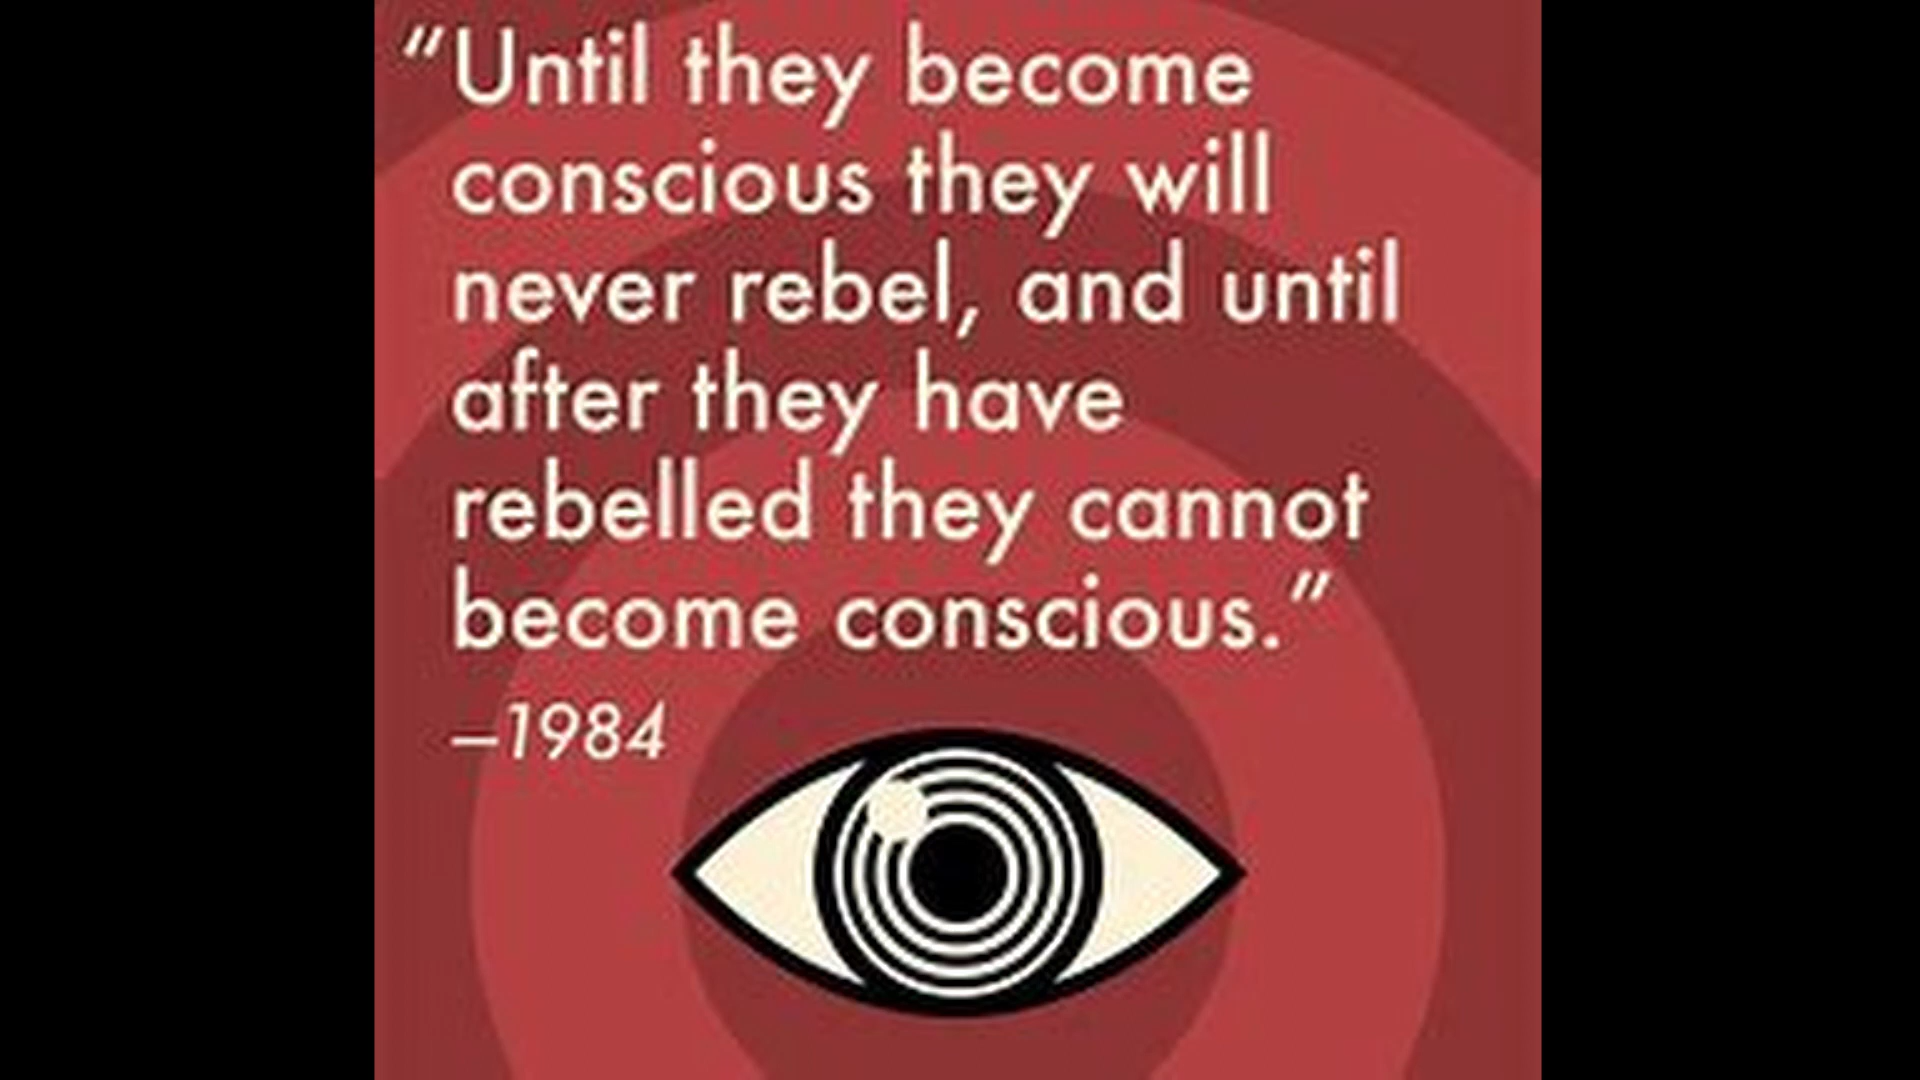 “Until they become
conscious they will
never rebel, and until
after they have
rebelled they cannot
become conscious.”
–1984